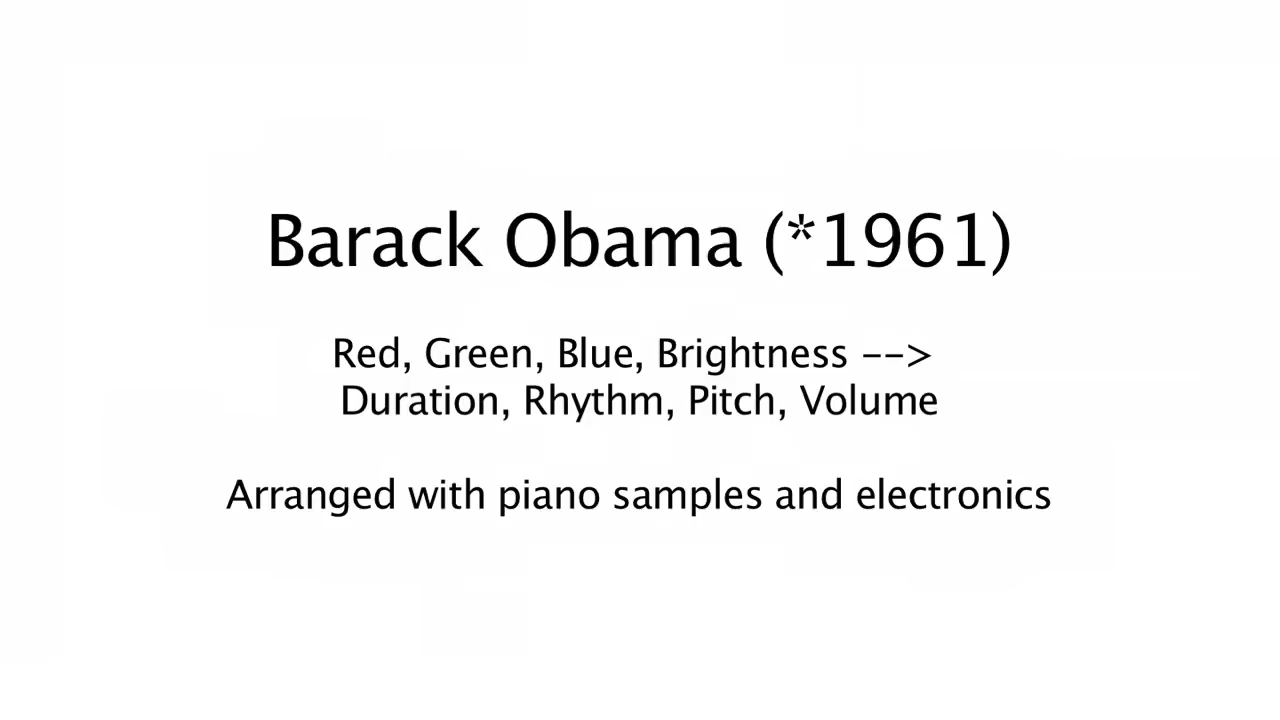 Barack Obama (*1961)
Red, Green, Blue, Brightness -->
Duration, Rhythm, Pitch, Volume
Arranged with piano samples and electronics